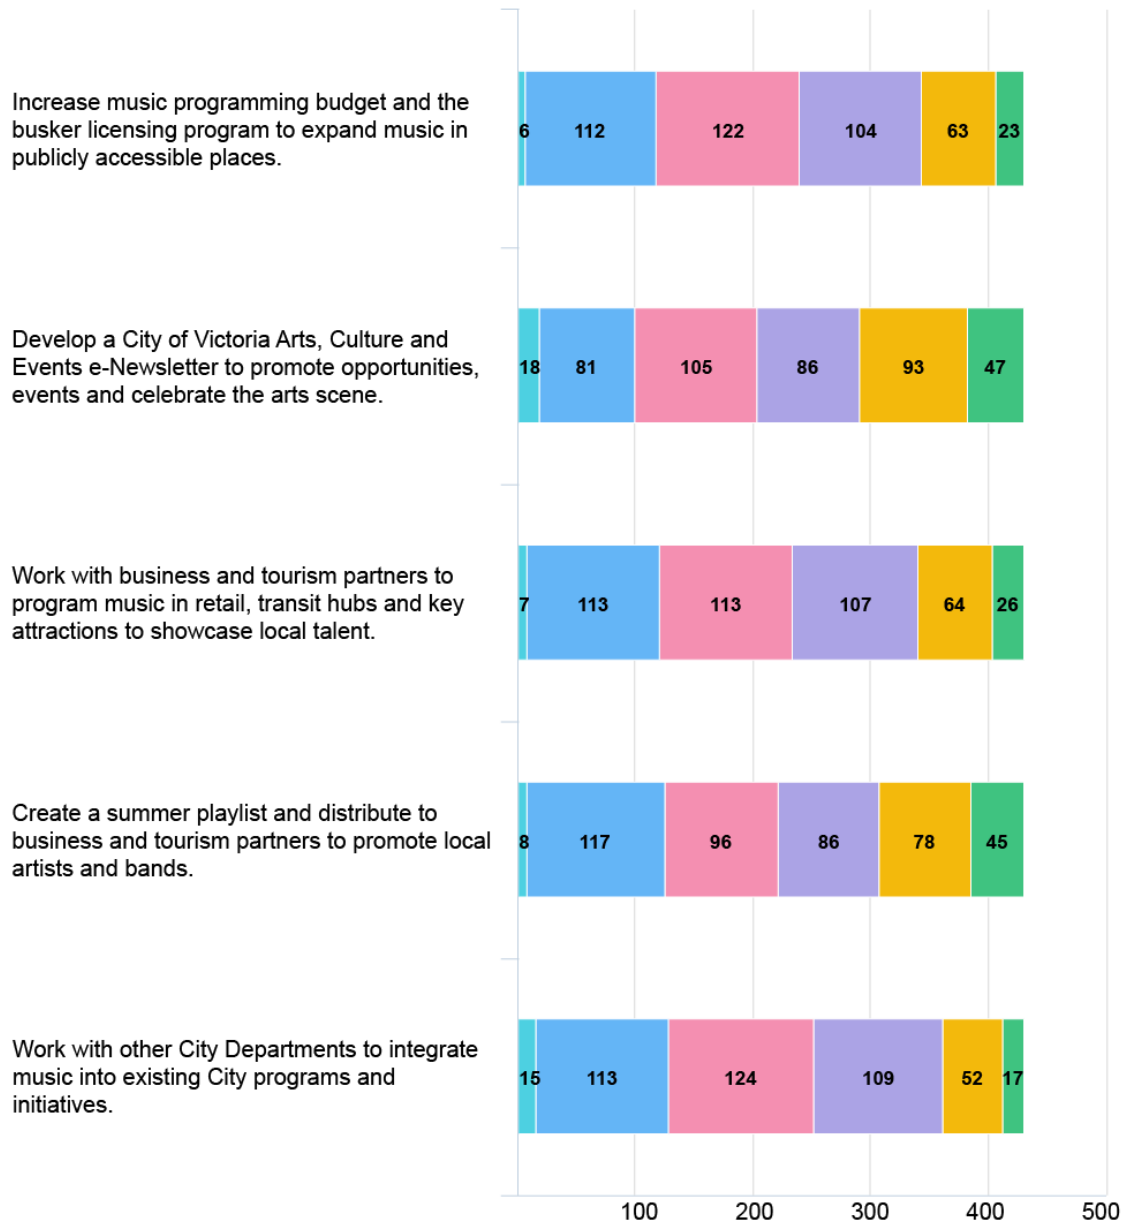 Increase music programming budget and the
busker licensing program to expand music in
publicly accessible places.
6 112 122 104 63 23
Develop a City of Victoria Arts, Culture and
Events e-Newsletter to promote opportunities,
events and celebrate the arts scene.
18 81 105 86 93 47
Work with business and tourism partners to
program music in retail, transit hubs and key
attractions to showcase local talent.
7 113 113 107 64 26
Create a summer playlist and distribute to
business and tourism partners to promote local
artists and bands.
8 117 96 86 78 45
Work with other City Departments to integrate
music into existing City programs and
initiatives.
15 113 124 109 52 17
100 200 300 400 500